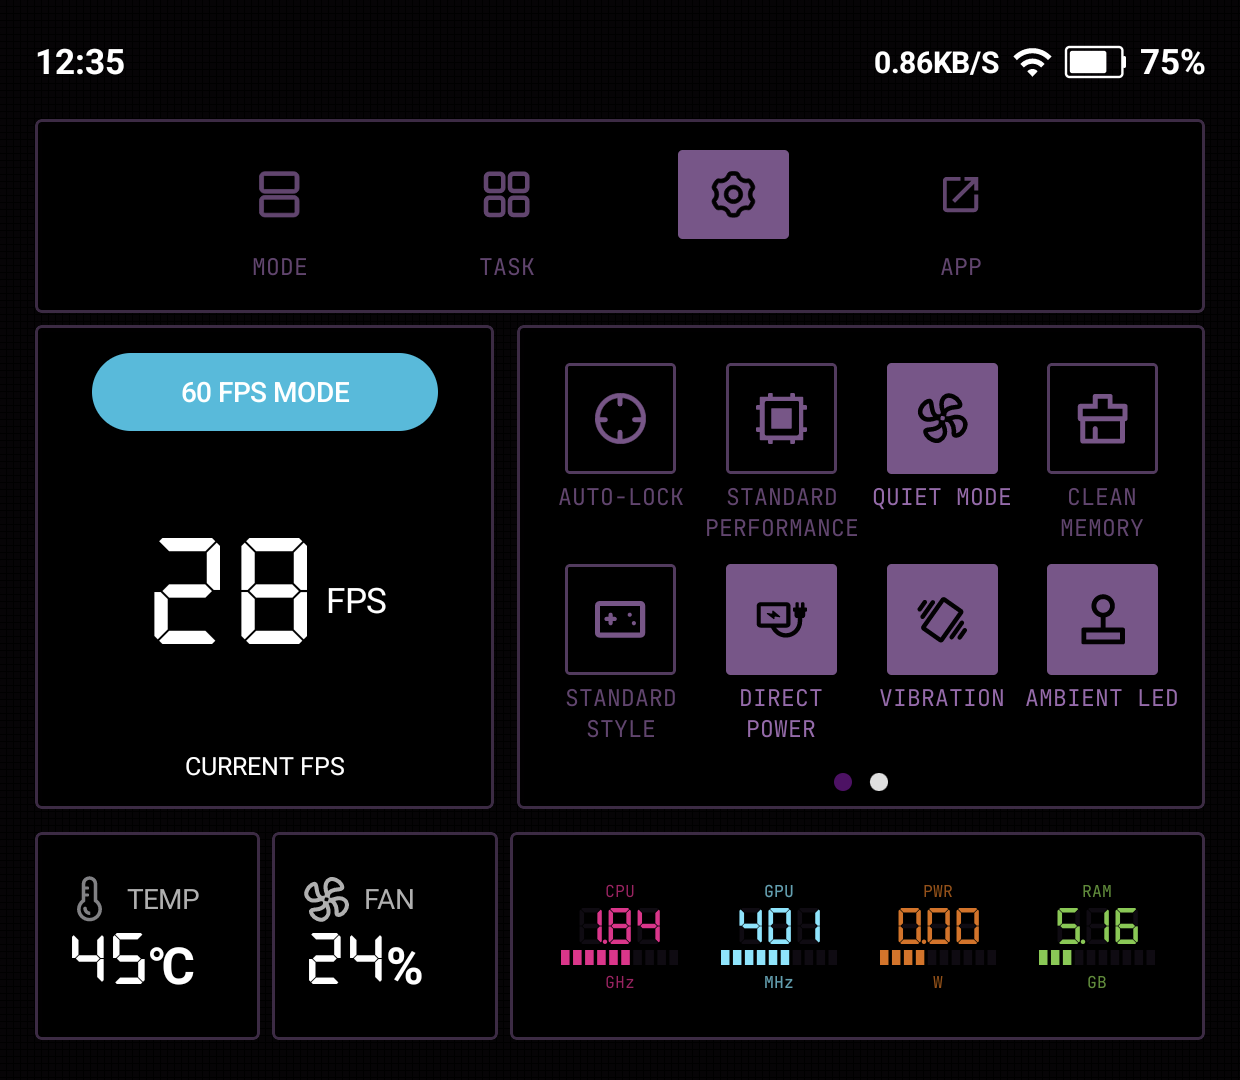 12:35
0.86KB/S 75%
MODE TASK APP
60 FPS MODE
28 FPS
CURRENT FPS
AUTO-LOCK
STANDARD
PERFORMANCE
QUIET MODE
CLEAN
MEMORY
STANDARD
STYLE
DIRECT
POWER
VIBRATION
AMBIENT LED
TEMP
45°C
FAN
24%
CPU
1.84
GHz
GPU
401
MHz
PWR
0.00
W
RAM
5.16
GB